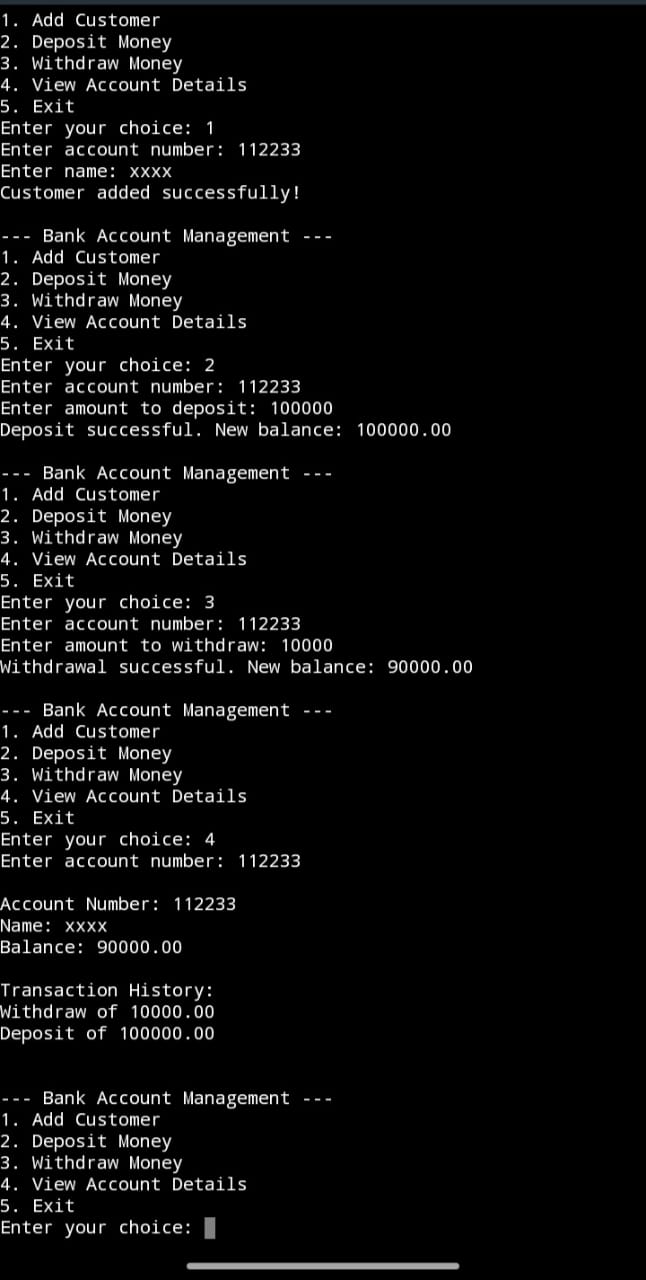 1. Add Customer
2. Deposit Money
3. Withdraw Money
4. View Account Details
5. Exit
Enter your choice: 1
Enter account number: 112233
Enter name: xxxx
Customer added successfully!
--- Bank Account Management ---
1. Add Customer
2. Deposit Money
3. Withdraw Money
4. View Account Details
5. Exit
Enter your choice: 2
Enter account number: 112233
Enter amount to deposit: 100000
Deposit successful. New balance: 100000.00
--- Bank Account Management ---
1. Add Customer
2. Deposit Money
3. Withdraw Money
4. View Account Details
5. Exit
Enter your choice: 3
Enter account number: 112233
Enter amount to withdraw: 10000
Withdrawal successful. New balance: 90000.00
--- Bank Account Management ---
1. Add Customer
2. Deposit Money
3. Withdraw Money
4. View Account Details
5. Exit
Enter your choice: 4
Enter account number: 112233
Account Number: 112233
Name: xxxx
Balance: 90000.00
Transaction History:
Withdraw of 10000.00
Deposit of 100000.00
--- Bank Account Management ---
1. Add Customer
2. Deposit Money
3. Withdraw Money
4. View Account Details
5. Exit
Enter your choice: